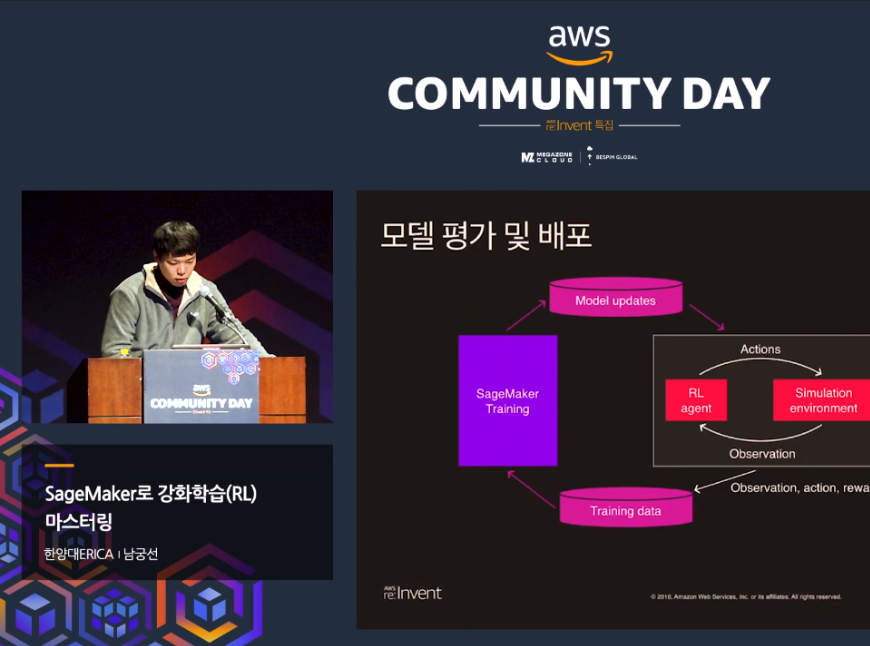 aws
COMMUNITY DAY
AWS re:Invent 특집
MEGAZONE CLOUD
BESPIN GLOBAL
모델 평가 및 배포
Model updates
SageMaker
Training
Actions
RL
agent
Simulation
environment
Observation
Observation, action, rewa
Training data
AWS
re:Invent
© 2018, Amazon Web Services, Inc. or its affiliates. All rights reserved.
aws
COMMUNITY DAY
SageMaker로 강화학습(RL)
마스터링
한양대ERICA | 남궁선